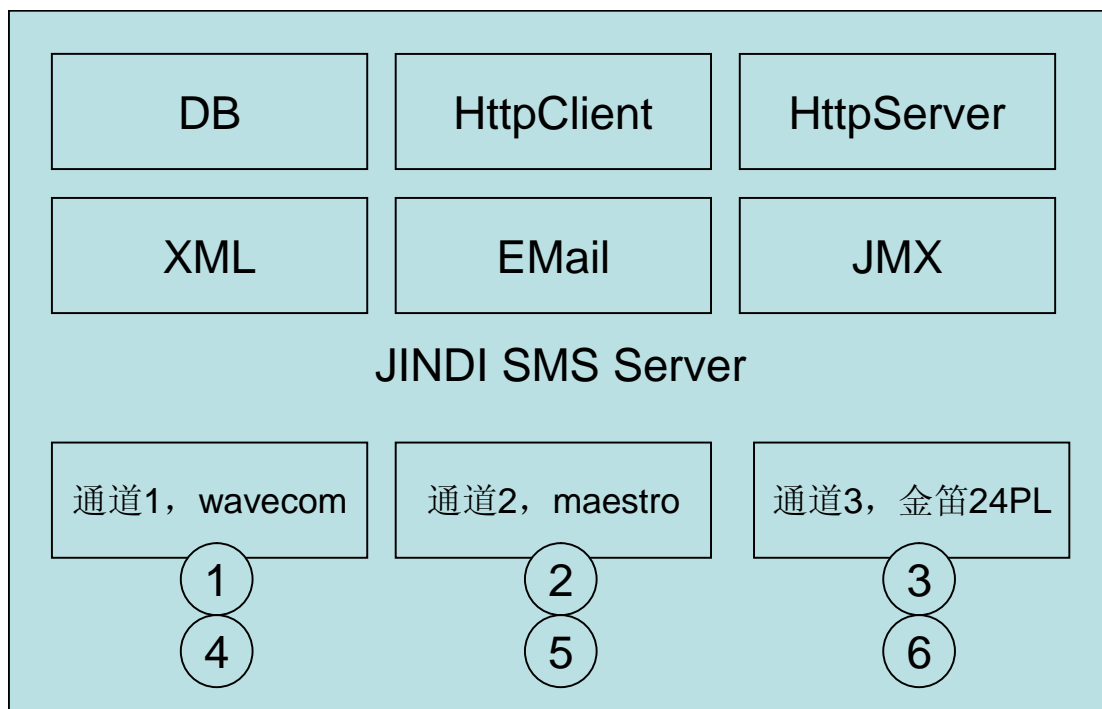 DB
HttpClient
HttpServer
XML
EMail
JMX
JINDI SMS Server
通道1，wavecom
通道2，maestro
通道3，金笛24PL
1
2
3
4
5
6